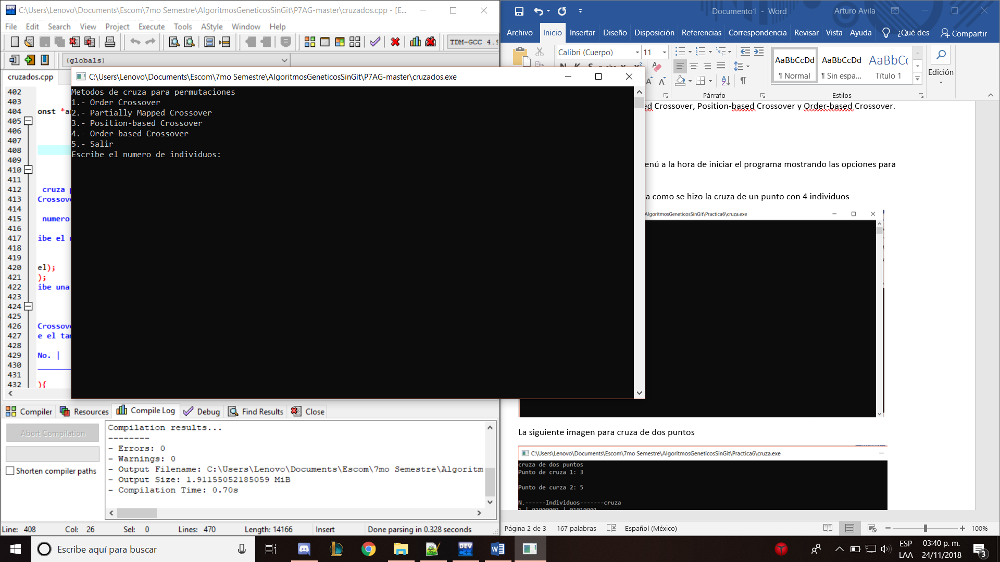 C:\Users\Lenovo\Documents\Escom\7mo Semestre\AlgoritmosGeneticosSinGit\P7AG-master\cruzados.cpp - [E...
File Edit Search View Project Execute Tools AStyle Window Help
TDM-GCC 4.9
(globals)
cruzados.cpp
402
403
404 onst *a
405
406
407
408
409
410
411
412 cruza
413 Crossov
414
415 numero
416
417 ibe el
418
419
420 el);
421 );
422 ibe una
423
424
425
426 Crossov
427 e el ta
428
429 No. |
430
431
432 ){
C:\Users\Lenovo\Documents\Escom\7mo Semestre\AlgoritmosGeneticosSinGit\P7AG-master\cruzados.exe
Metodos de cruza para permutaciones
1.- Order Crossover
2.- Partially Mapped Crossover
3.- Position-based Crossover
4.- Order-based Crossover
5.- Salir
Escribe el numero de individuos:
Compiler Resources Compile Log Debug Find Results Close
Abort Compilation
Shorten compiler paths
Compilation results...
--------
- Errors: 0
- Warnings: 0
- Output Filename: C:\Users\Lenovo\Documents\Escom\7mo Semestre\Algoritm
- Output Size: 1.91155052185059 MiB
- Compilation Time: 0.70s
Line: 408 Col: 26 Sel: 0 Lines: 470 Length: 14166 Insert Done parsing in 0.328 seconds
Documento1 - Word Arturo Avila
Archivo Inicio Insertar Diseño Disposición Referencias Correspondencia Revisar Vista Ayuda ¿Qué des Compartir
Calibri (Cuerpo) 11
AaBbCcDd AaBbCcDd AaBbCc
¶ Normal ¶ Sin espa... Título 1
Edición
Párrafo Estilos
ed Crossover, Position-based Crossover y Order-based Crossover.
enú a la hora de iniciar el programa mostrando las opciones para
a como se hizo la cruza de un punto con 4 individuos
AlgoritmosGeneticosSinGit\Practica6\cruza.exe
La siguiente imagen para cruza de dos puntos
C:\Users\Lenovo\Documents\Escom\7mo Semestre\AlgoritmosGeneticosSinGit\Practica6\cruza.exe
cruza de dos puntos
Punto de cruza 1: 3
Punto de curza 2: 5
N.------Individuos-------cruza
1 | 01000001 | 01010001
Página 2 de 3 167 palabras Español (México) 100%
Escribe aquí para buscar
ESP
LAA
03:40 p. m.
24/11/2018
3